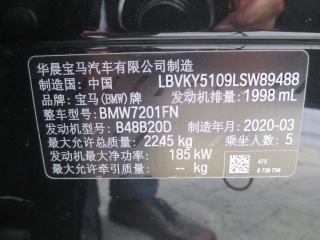 华晨宝马汽车有限公司制造
制造国: 中国 LBVKY5109LSW89488
品牌: 宝马(BMW)牌 发动机排量: 1998 mL
整车型号: BMW7201FN
发动机型号: B48B20D 制造年月: 2020-03
最大允许总质量: 2245 kg 乘坐人数: 5
发动机最大净功率: 185 kW
最大允许牵引质量: -- kg
475
8 738 756